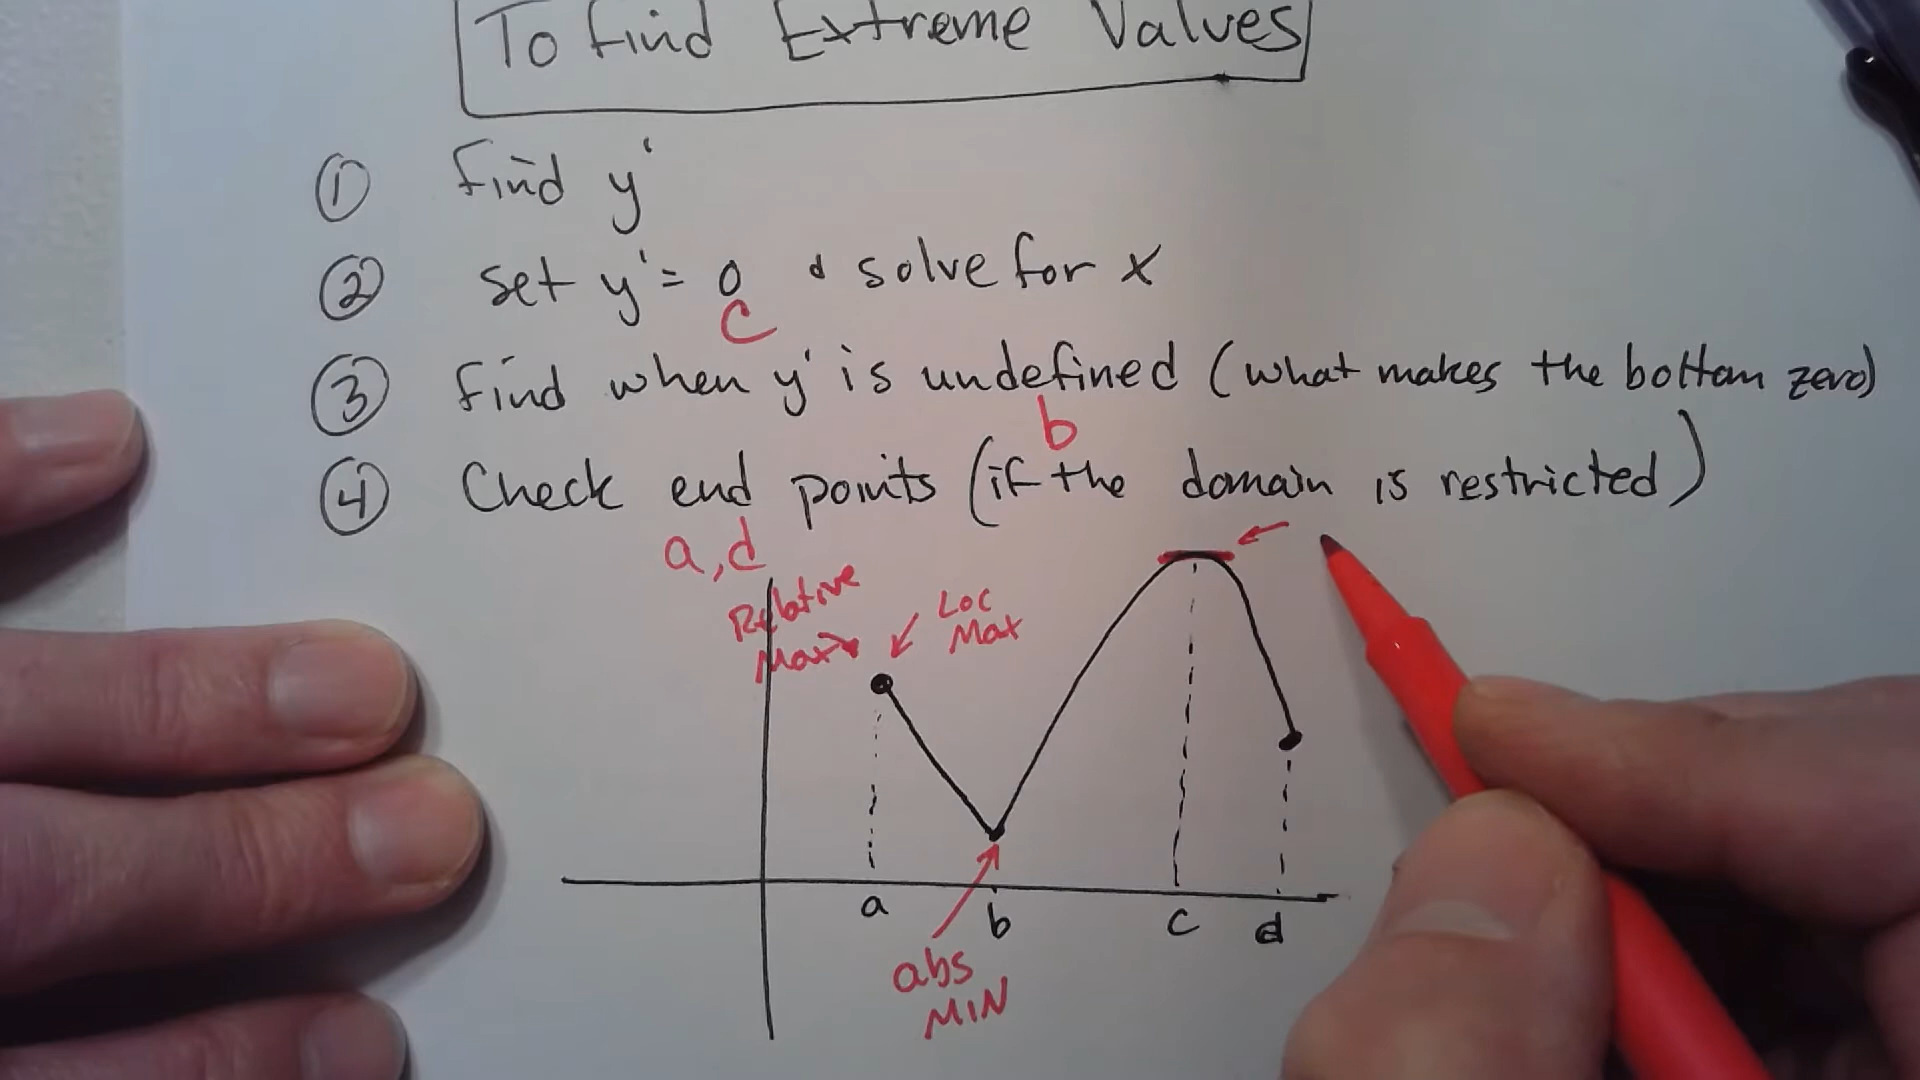 To find Extreme Values
① find y'
② set y' = 0 & solve for x
c
③ find when y' is undefined (what makes the bottom zero)
b
④ Check end points (if the domain is restricted)
a, d
Relative
Max
Loc
Max
a
b
c
d
abs
MIN